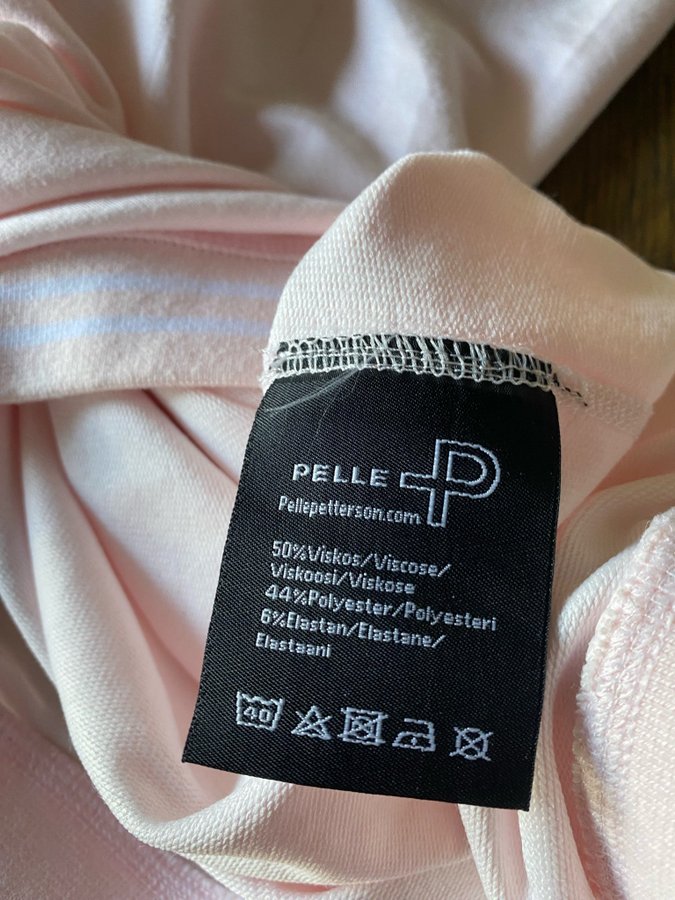 PELLE P
Pellepetterson.com
50%Viskos/Viscose/
Viskoosi/Viskose
44%Polyester/Polyesteri
6%Elastan/Elastane/
Elastaani
40